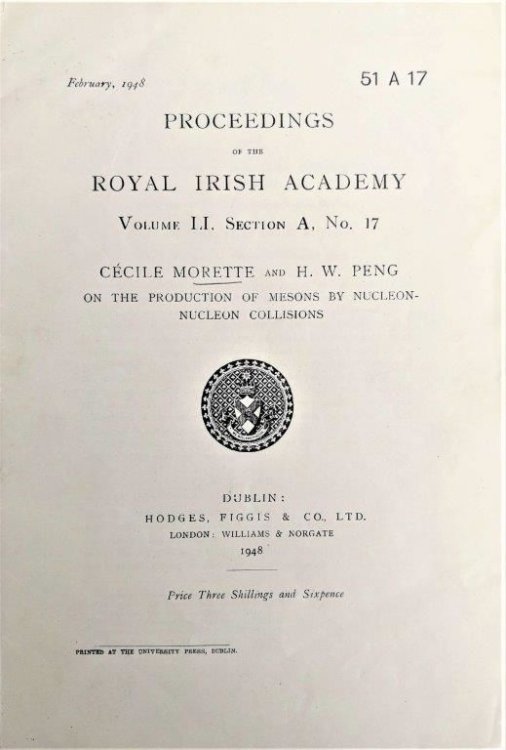 February, 1948
51 A 17
PROCEEDINGS
OF THE
ROYAL IRISH ACADEMY
VOLUME LI, SECTION A, No. 17
CÉCILE MORETTE AND H. W. PENG
ON THE PRODUCTION OF MESONS BY NUCLEON-
NUCLEON COLLISIONS
DUBLIN:
HODGES, FIGGIS & CO., LTD.
LONDON: WILLIAMS & NORGATE
1948
Price Three Shillings and Sixpence
PRINTED AT THE UNIVERSITY PRESS, DUBLIN.